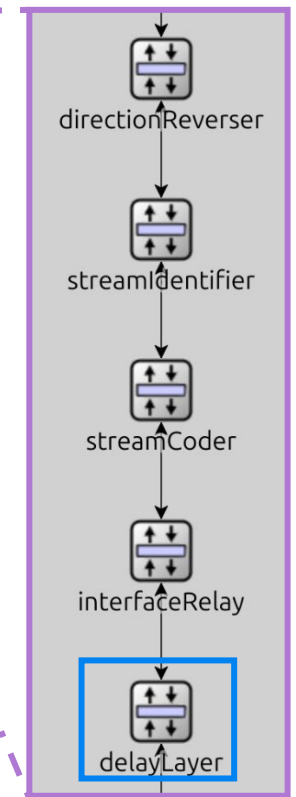 directionReverser
streamIdentifier
streamCoder
interfaceRelay
delayLayer